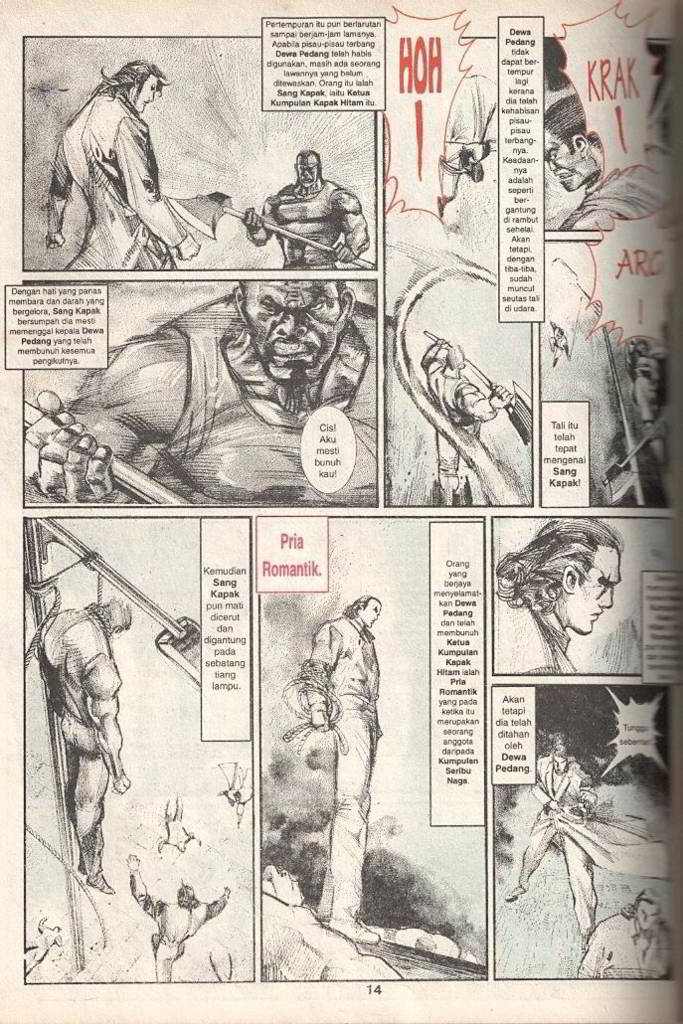 Pertempuran itu pun berlarutan
sampai berjam-jam lamanya.
Apabila pisau-pisau terbang
Dewa Pedang telah habis
digunakan, masih ada seorang
lawannya yang belum
ditewaskan. Orang itu ialah
Sang Kapak, iaitu Ketua
Kumpulan Kapak Hitam itu.
HOH
!
Dewa
Pedang
tidak
dapat ber-
tempur
lagi
kerana
dia telah
kehabisan
pisau-
pisau
terbang-
nya.
Keadaan-
nya
adalah
seperti
ber-
gantung
di rambut
sehelai.
Akan
tetapi,
dengan
tiba-tiba,
sudah
muncul
seutas tali
di udara.
KRAK
!
Dengan hati yang panas
membara dan darah yang
bergelora, Sang Kapak
bersumpah dia mesti
memenggal kepala Dewa
Pedang yang telah
membunuh kesemua
pengikutnya.
Cis!
Aku
mesti
bunuh
kau!
!
Tali itu
telah
tepat
mengenai
Sang
Kapak!
Kemudian
Sang
Kapak
pun mati
dicerut
dan
digantung
pada
sebatang
tiang
lampu.
Pria
Romantik.
Orang
yang
berjaya
menyelamat-
kan Dewa
Pedang
dan telah
membunuh
Ketua
Kumpulan
Kapak
Hitam ialah
Pria
Romantik
yang pada
ketika itu
merupakan
seorang
anggota
daripada
Kumpulan
Seribu
Naga.
Akan
tetapi
dia telah
ditahan
oleh
Dewa
Pedang.
Tunggu
14